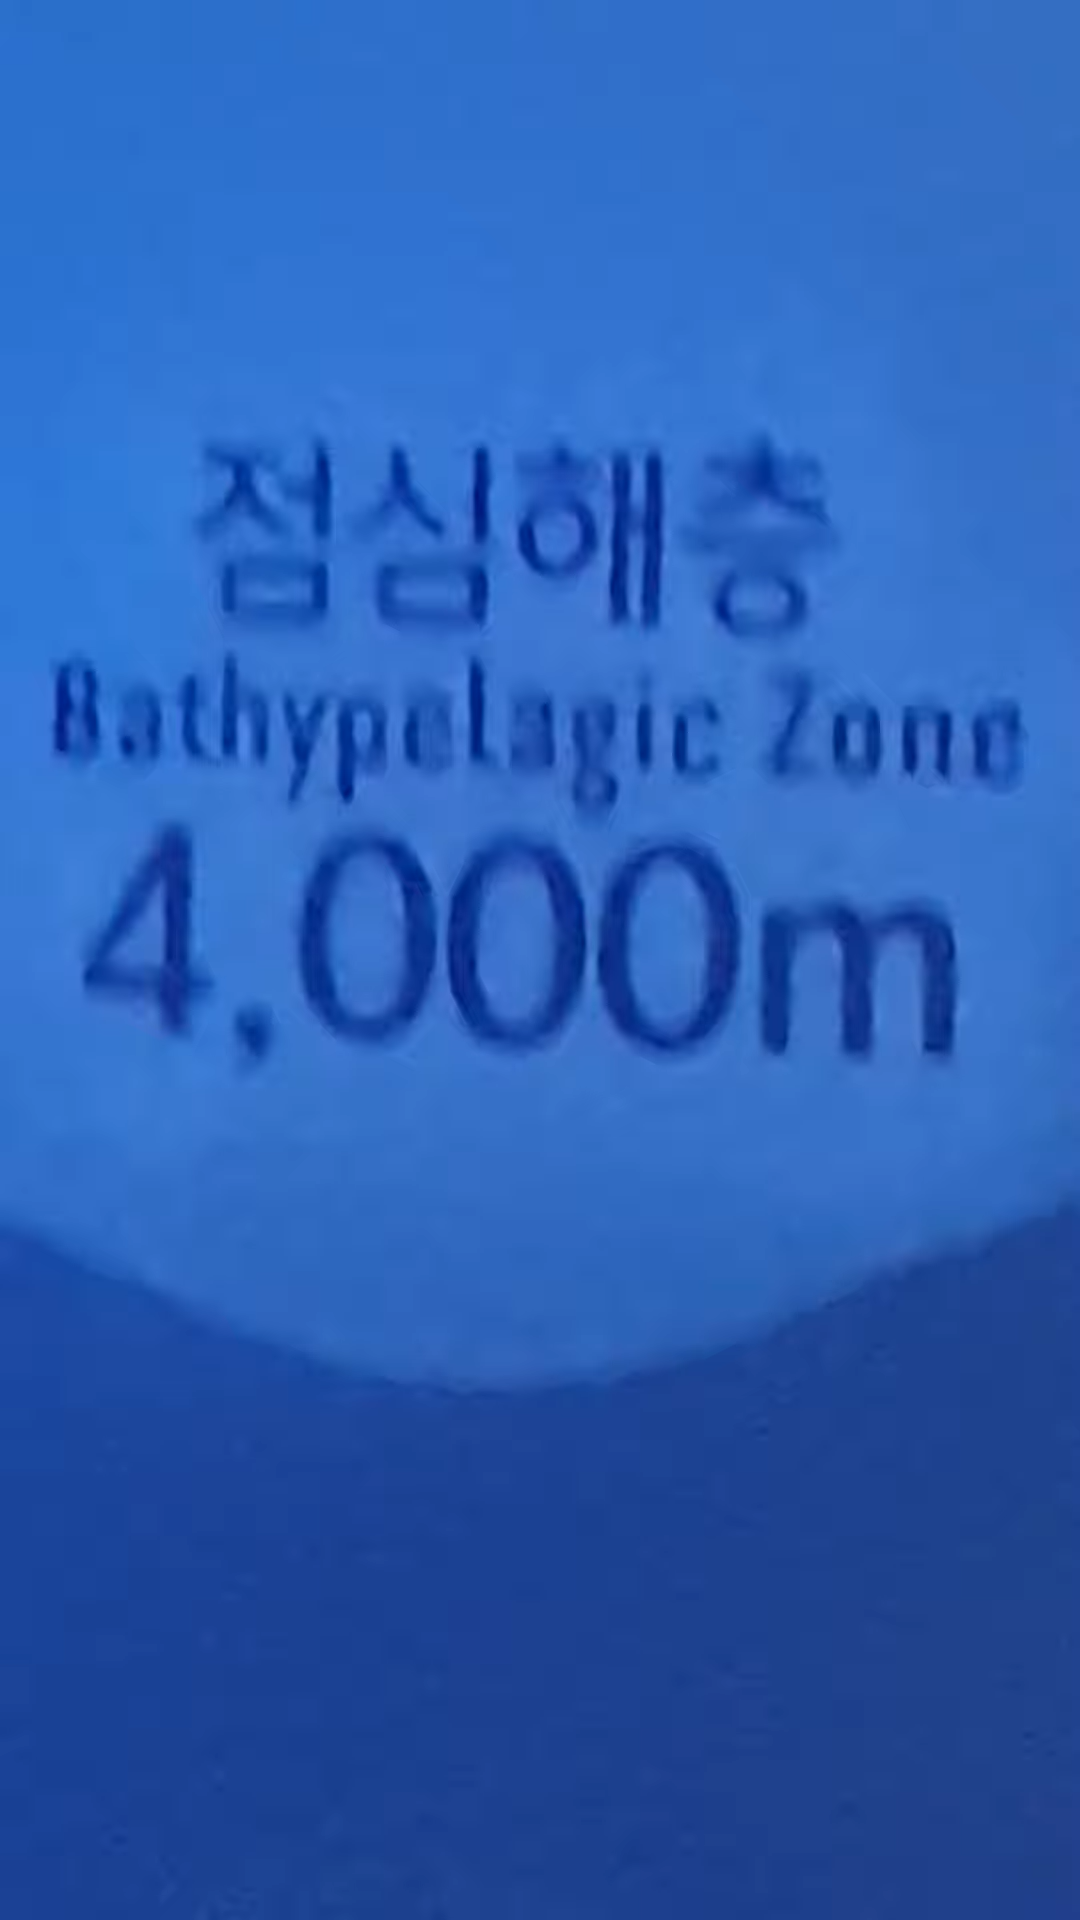 점심해층
Bathypelagic Zone
4,000m